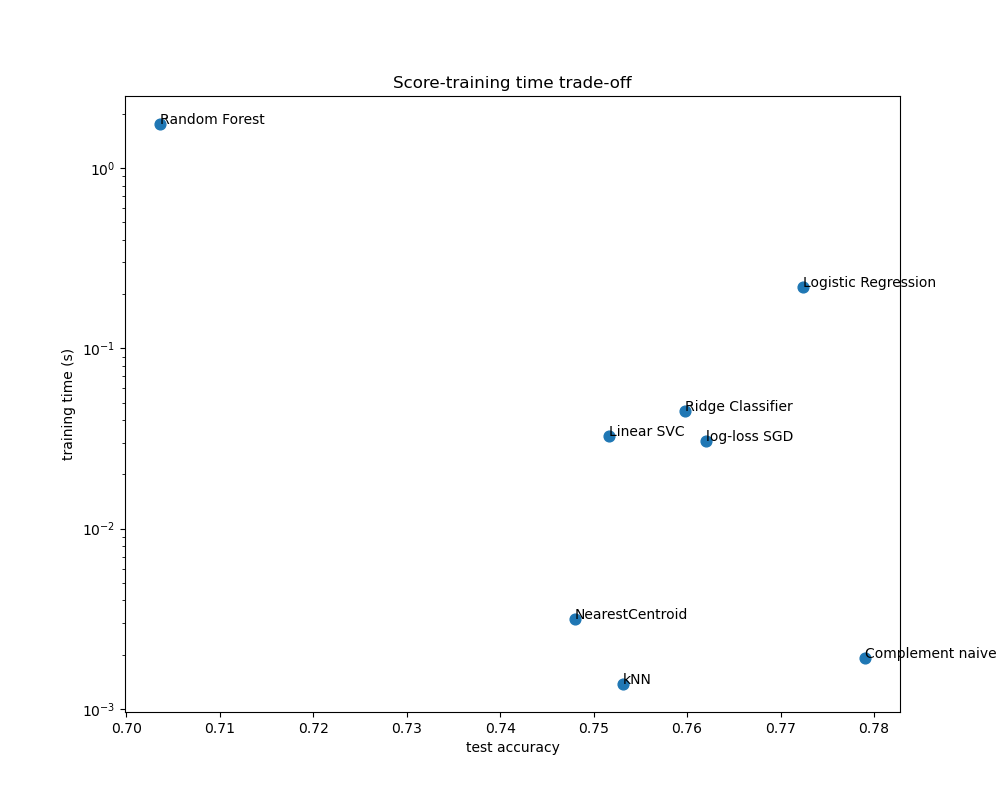 Score-training time trade-off
Random Forest
10⁰
Logistic Regression
10⁻¹
training time (s)
Ridge Classifier
Linear SVC
log-loss SGD
10⁻²
NearestCentroid
Complement naive
kNN
10⁻³
0.70 0.71 0.72 0.73 0.74 0.75 0.76 0.77 0.78
test accuracy